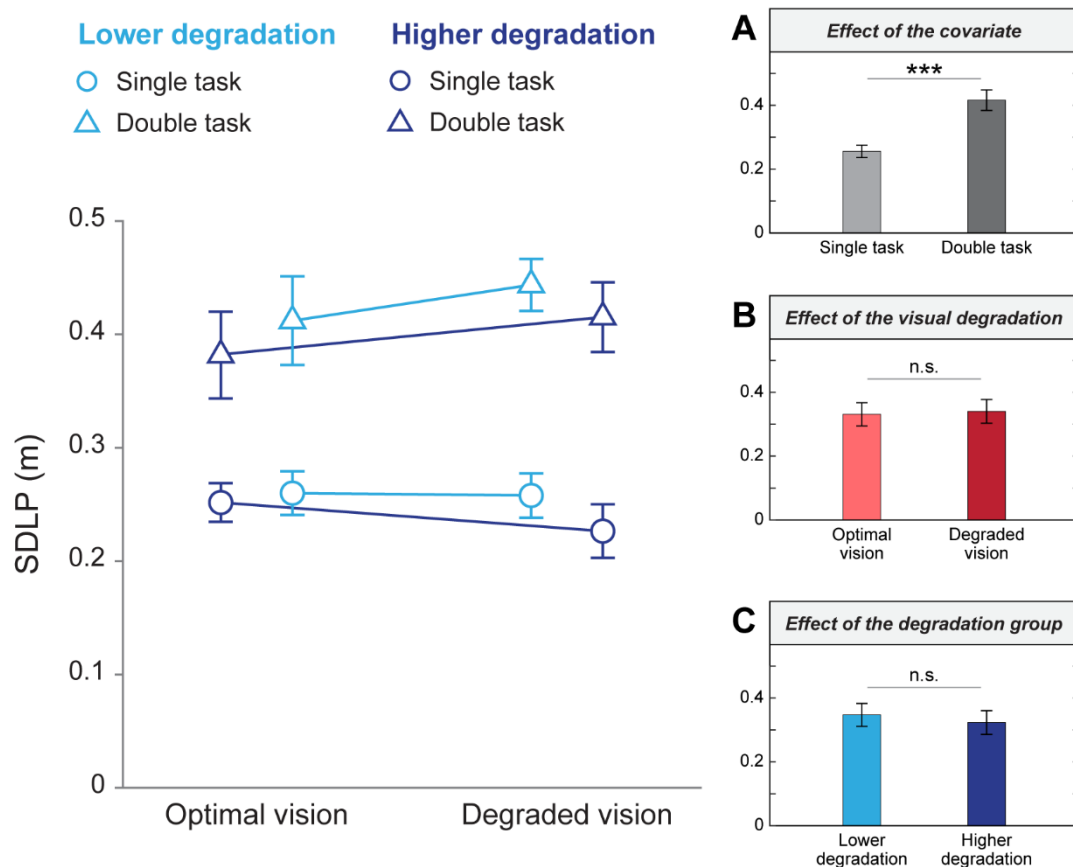 Lower degradation
Single task
Double task
Higher degradation
Single task
Double task
SDLP (m)
0.5
0.4
0.3
0.2
0.1
0
Optimal vision
Degraded vision
A
Effect of the covariate
***
0.4
0.2
0
Single task
Double task
B
Effect of the visual degradation
n.s.
0.4
0.2
0
Optimal
vision
Degraded
vision
C
Effect of the degradation group
n.s.
0.4
0.2
0
Lower
degradation
Higher
degradation